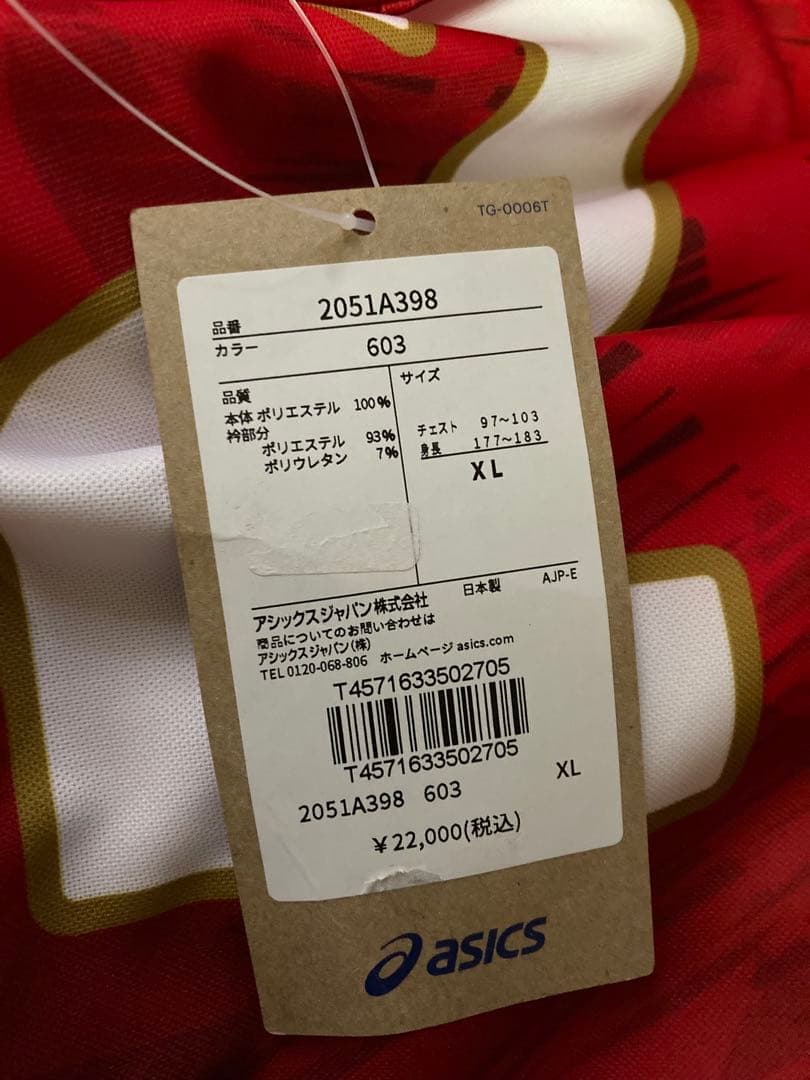 TG-0006T
品番 2051A398
カラー 603
品質
本体 ポリエステル 100%
衿部分
ポリエステル 93%
ポリウレタン 7%
サイズ
チェスト 97~103
身長 177~183
XL
アシックスジャパン株式会社 日本製 AJP-E
商品についてのお問い合わせは
アシックスジャパン(株)
TEL 0120-068-806 ホームページ asics.com
T4571633502705
T4571633502705
2051A398 603 XL
¥22,000(税込)
asics